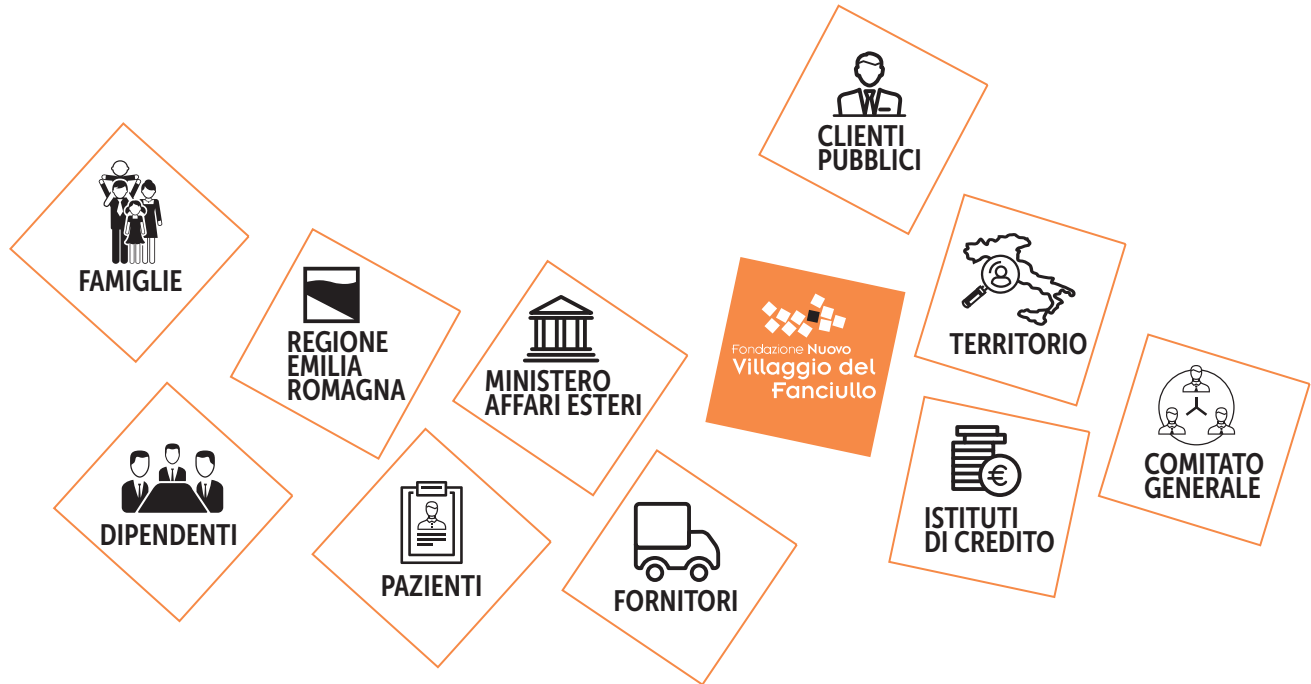 CLIENTI
PUBBLICI
FAMIGLIE
REGIONE
EMILIA
ROMAGNA
MINISTERO
AFFARI ESTERI
Fondazione Nuovo
Villaggio del
Fanciullo
TERRITORIO
COMITATO
GENERALE
DIPENDENTI
PAZIENTI
FORNITORI
€
ISTITUTI
DI CREDITO